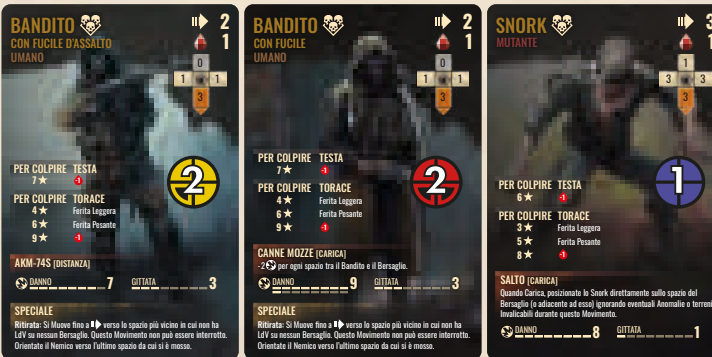 BANDITO
CON FUCILE D'ASSALTO
UMANO
2
1
0
1 1
3
PER COLPIRE TESTA
7★ -1
PER COLPIRE TORACE
4★ Ferita Leggera
6★ Ferita Pesante
9★ -1
2
AKM-74S [DISTANZA]
DANNO 7 GITTATA 3
SPECIALE
Ritirata: Si Muove fino a verso lo spazio più vicino in cui non ha
LdV su nessun Bersaglio. Questo Movimento non può essere interrotto.
Orientate il Nemico verso l'ultimo spazio da cui si è mosso.
BANDITO
CON FUCILE
UMANO
2
1
0
1 1
3
PER COLPIRE TESTA
7★ -1
PER COLPIRE TORACE
4★ Ferita Leggera
6★ Ferita Pesante
9★ -1
2
CANNE MOZZE [CARICA]
-2 per ogni spazio tra il Bandito e il Bersaglio.
DANNO 9 GITTATA 3
SPECIALE
Ritirata: Si Muove fino a verso lo spazio più vicino in cui non ha
LdV su nessun Bersaglio. Questo Movimento non può essere interrotto.
Orientate il Nemico verso l'ultimo spazio da cui si è mosso.
SNORK
MUTANTE
3
1
1
3 3
3
PER COLPIRE TESTA
6★ -1
PER COLPIRE TORACE
3★ Ferita Leggera
5★ Ferita Pesante
8★ -1
1
SALTO [CARICA]
Quando Carica, posizionate lo Snork direttamente sullo spazio del
Bersaglio (o adiacente ad esso) ignorando eventuali Anomalie o terreni
Invalicabili durante questo Movimento.
DANNO 8 GITTATA 1